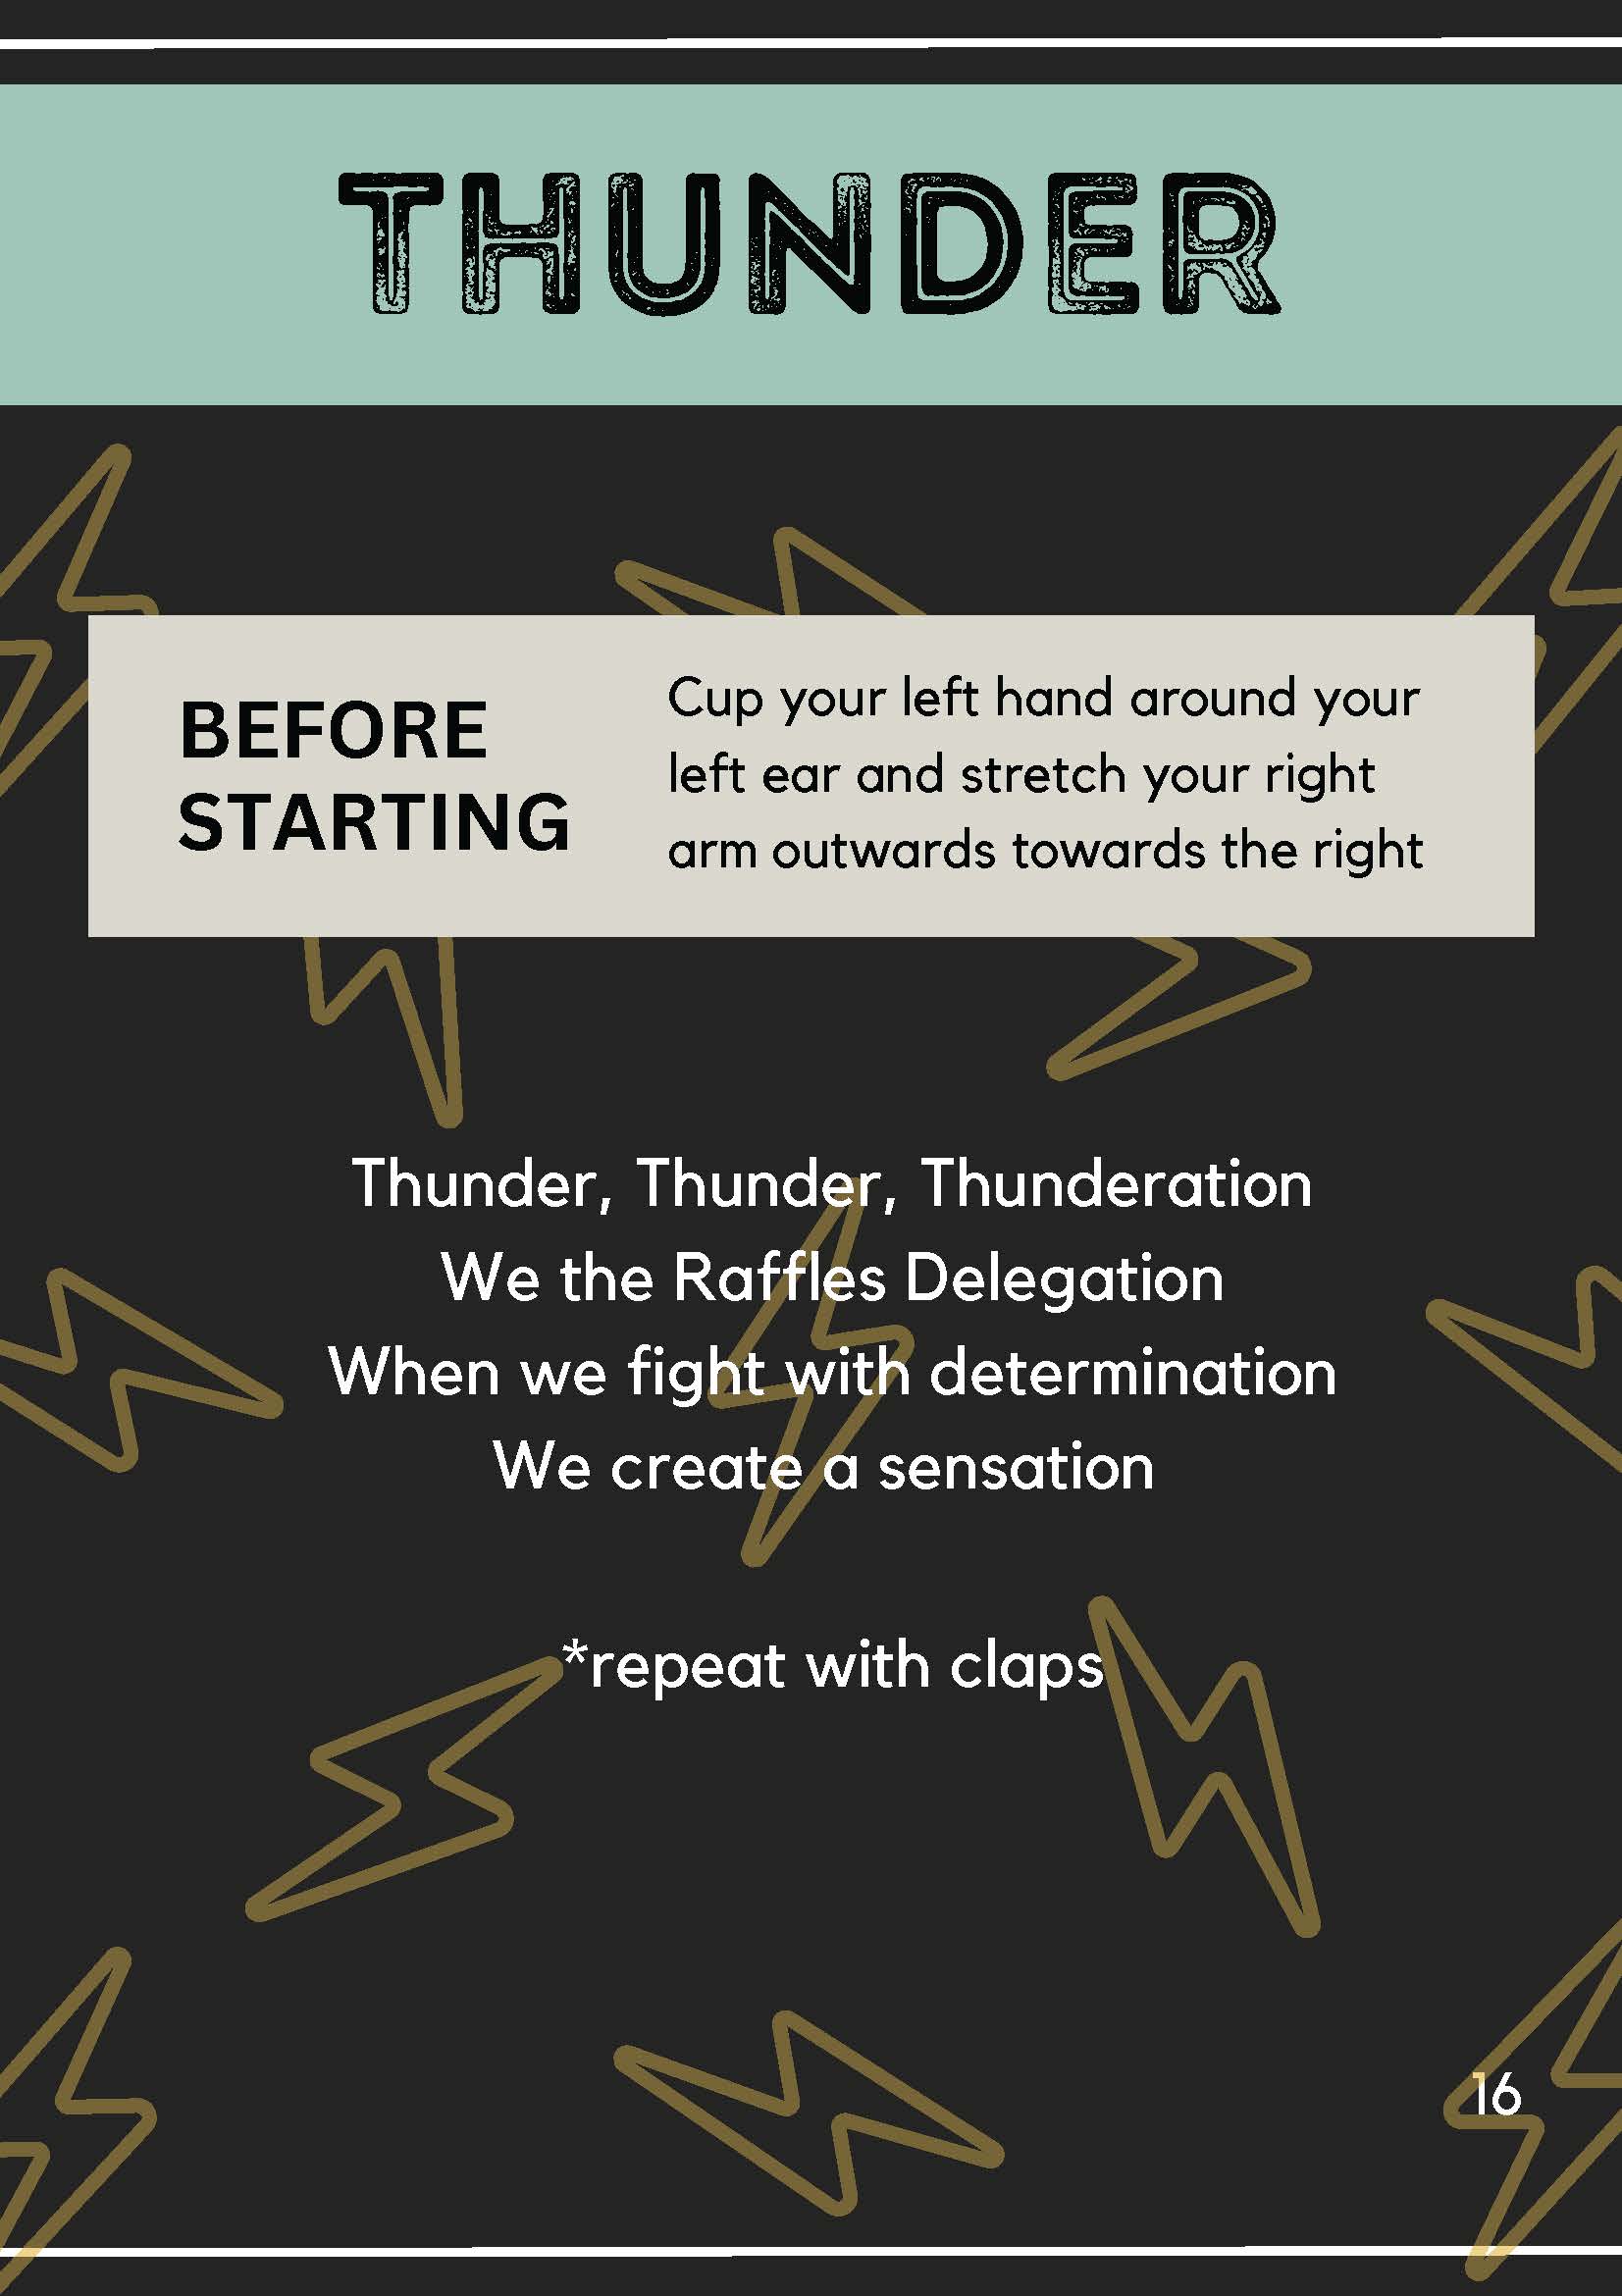 THUNDER
BEFORE
STARTING
Cup your left hand around your
left ear and stretch your right
arm outwards towards the right
Thunder, Thunder, Thunderation
We the Raffles Delegation
When we fight with determination
We create a sensation
*repeat with claps
16